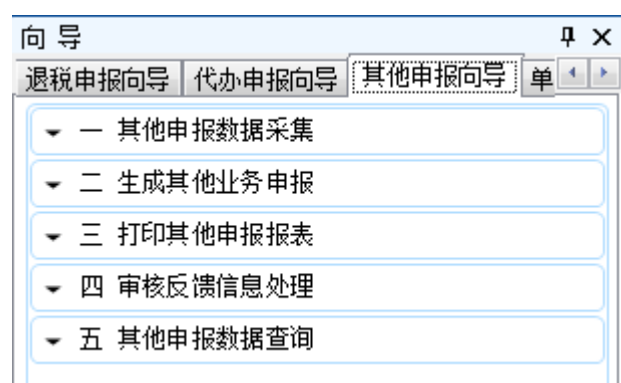 向 导
退税申报向导 代办申报向导 其他申报向导 单
一 其他申报数据采集
二 生成其他业务申报
三 打印其他申报报表
四 审核反馈信息处理
五 其他申报数据查询